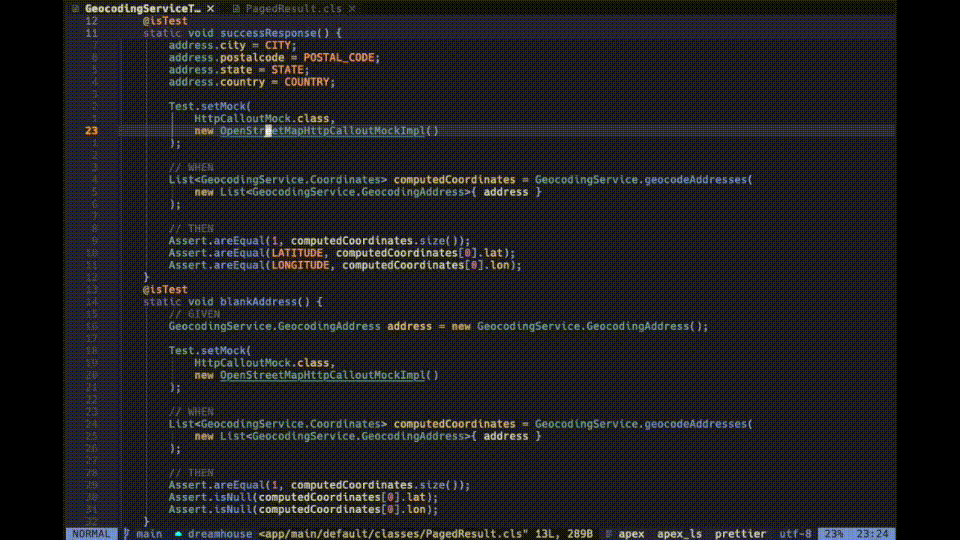 GeocodingServiceT… ✕ PagedResult.cls ✕
12 @isTest
11 static void successResponse() {
7 address.city = CITY;
6 address.postalcode = POSTAL_CODE;
5 address.state = STATE;
4 address.country = COUNTRY;
3
2 Test.setMock(
1 HttpCalloutMock.class,
23 new OpenStreetMapHttpCalloutMockImpl()
1 );
2
3 // WHEN
4 List<GeocodingService.Coordinates> computedCoordinates = GeocodingService.geocodeAddresses(
5 new List<GeocodingService.GeocodingAddress>{ address }
6 );
7
8 // THEN
9 Assert.areEqual(1, computedCoordinates.size());
10 Assert.areEqual(LATITUDE, computedCoordinates[0].lat);
11 Assert.areEqual(LONGITUDE, computedCoordinates[0].lon);
12 }
13 @isTest
14 static void blankAddress() {
15 // GIVEN
16 GeocodingService.GeocodingAddress address = new GeocodingService.GeocodingAddress();
17
18 Test.setMock(
19 HttpCalloutMock.class,
20 new OpenStreetMapHttpCalloutMockImpl()
21 );
22
23 // WHEN
24 List<GeocodingService.Coordinates> computedCoordinates = GeocodingService.geocodeAddresses(
25 new List<GeocodingService.GeocodingAddress>{ address }
26 );
27
28 // THEN
29 Assert.areEqual(1, computedCoordinates.size());
30 Assert.isNull(computedCoordinates[0].lat);
31 Assert.isNull(computedCoordinates[0].lon);
32 }
NORMAL main dreamhouse <app/main/default/classes/PagedResult.cls" 13L, 289B apex apex_ls prettier utf-8 23% 23:24